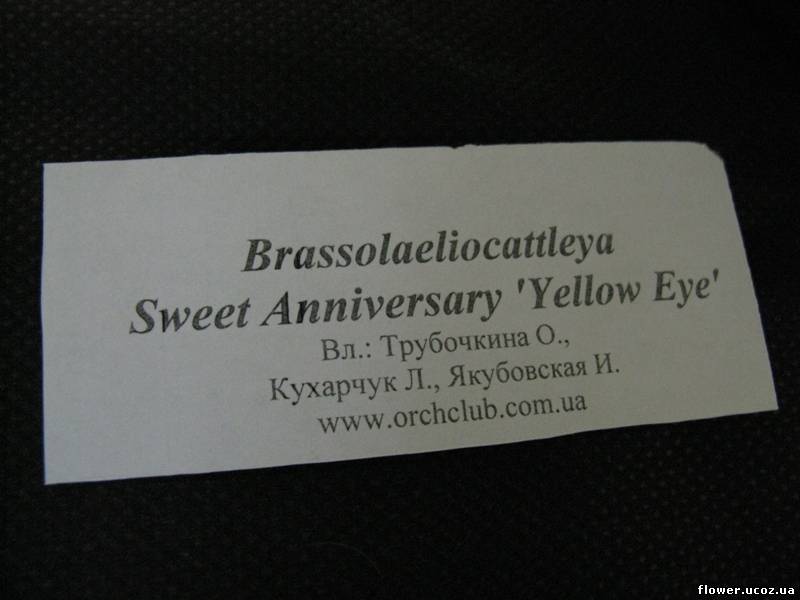 Brassolaeliocattleya
Sweet Anniversary 'Yellow Eye'
Вл.: Трубочкина О.,
Кухарчук Л., Якубовская И.
www.orchclub.com.ua
flower.ucoz.ua